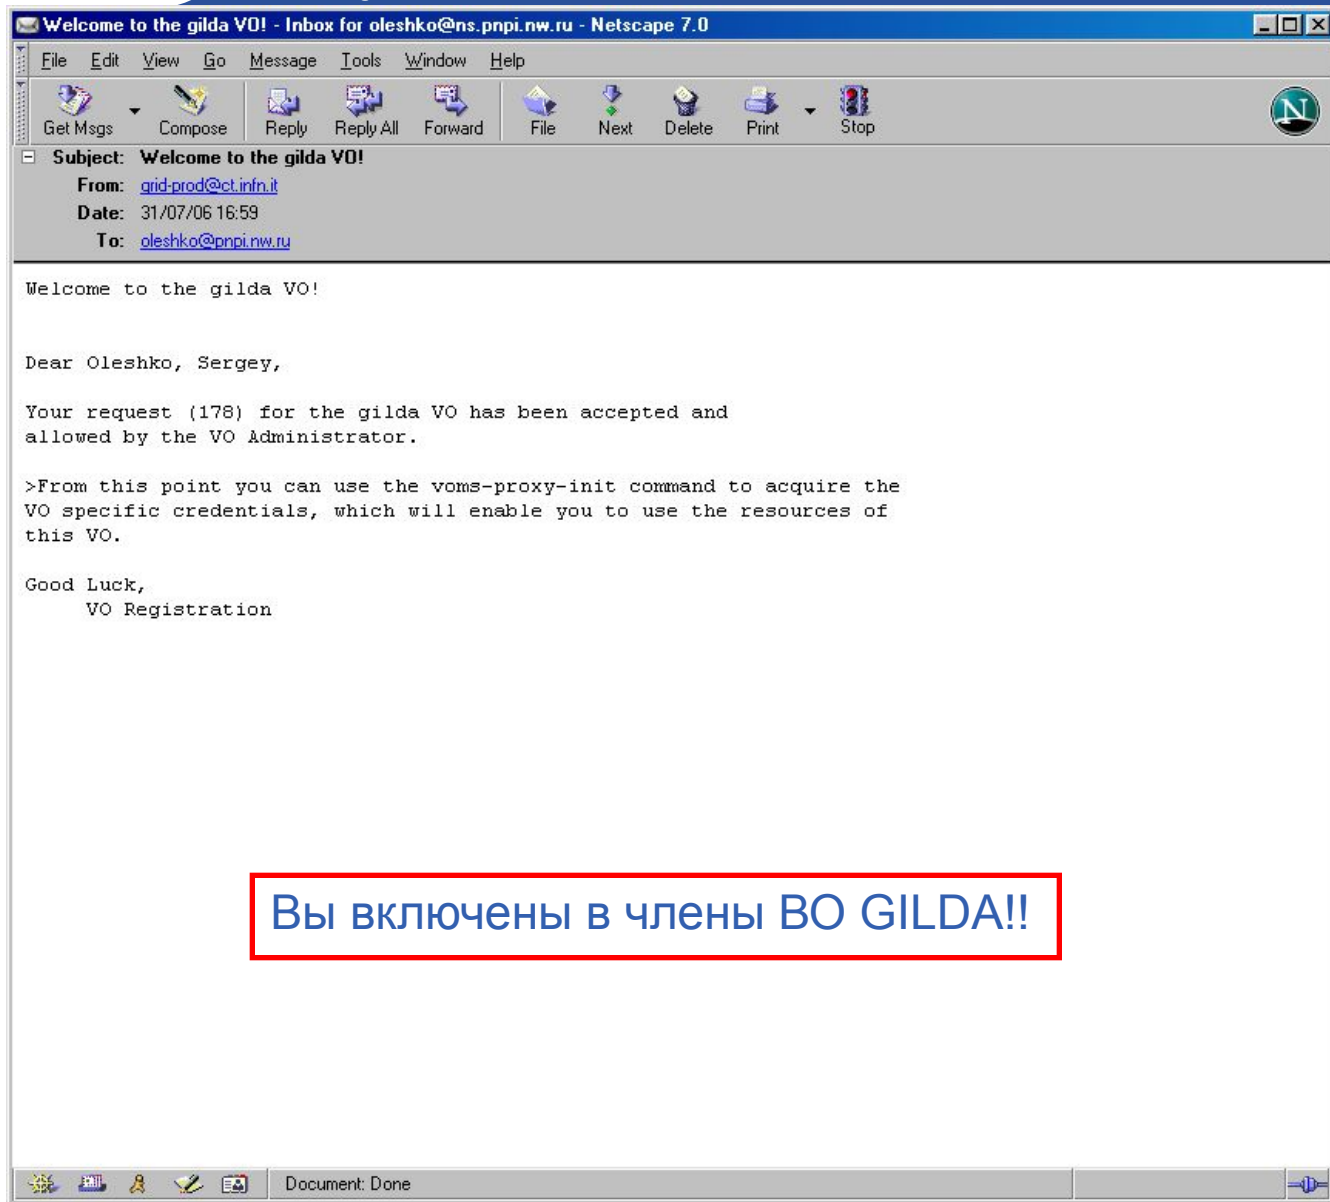 Welcome to the gilda VO! - Inbox for oleshko@ns.pnpi.nw.ru - Netscape 7.0
File Edit View Go Message Tools Window Help
Get Msgs Compose Reply Reply All Forward File Next Delete Print Stop
N
Subject: Welcome to the gilda VO!
From: grid-prod@ct.infn.it
Date: 31/07/06 16:59
To: oleshko@pnpi.nw.ru
Welcome to the gilda VO!
Dear Oleshko, Sergey,
Your request (178) for the gilda VO has been accepted and
allowed by the VO Administrator.
>From this point you can use the voms-proxy-init command to acquire the
VO specific credentials, which will enable you to use the resources of
this VO.
Good Luck,
VO Registration
Вы включены в члены ВО GILDA!!
Document: Done